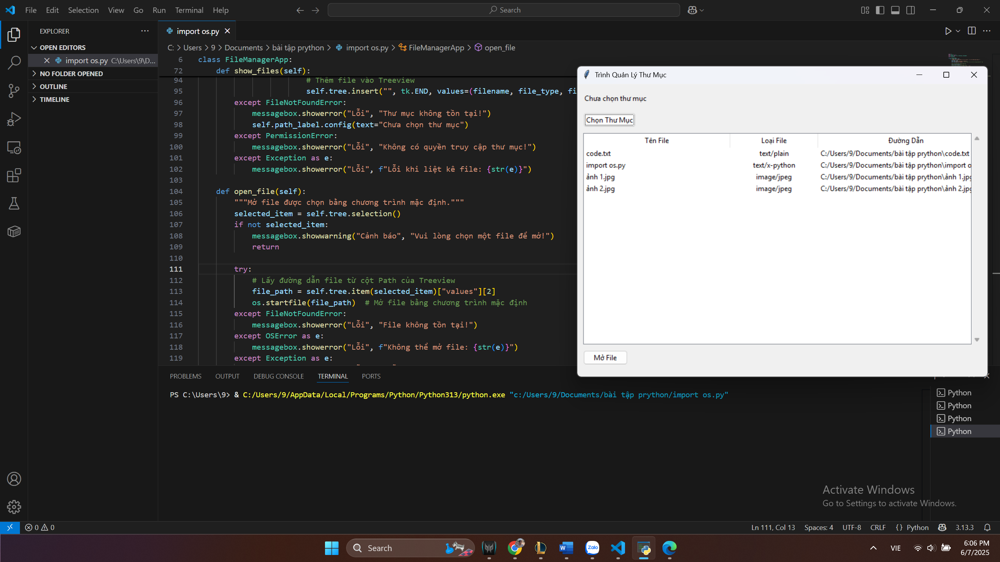 File Edit Selection View Go Run Terminal Help
Search
EXPLORER
OPEN EDITORS
import os.py C:\Users\9\D...
NO FOLDER OPENED
OUTLINE
TIMELINE
import os.py
C: > Users > 9 > Documents > bài tập prython > import os.py > FileManagerApp > open_file
6 class FileManagerApp:
72 def show_files(self):
94 # Thêm file vào Treeview
95 self.tree.insert("", tk.END, values=(filename, file_type, fi
96 except FileNotFoundError:
97 messagebox.showerror("Lỗi", "Thư mục không tồn tại!")
98 self.path_label.config(text="Chưa chọn thư mục")
99 except PermissionError:
100 messagebox.showerror("Lỗi", "Không có quyền truy cập thư mục!")
101 except Exception as e:
102 messagebox.showerror("Lỗi", f"Lỗi khi liệt kê file: {str(e)}")
103
104 def open_file(self):
105 """Mở file được chọn bằng chương trình mặc định."""
106 selected_item = self.tree.selection()
107 if not selected_item:
108 messagebox.showwarning("Cảnh báo", "Vui lòng chọn một file để mở!")
109 return
110
111 try:
112 # Lấy đường dẫn file từ cột Path của Treeview
113 file_path = self.tree.item(selected_item)["values"][2]
114 os.startfile(file_path) # Mở file bằng chương trình mặc định
115 except FileNotFoundError:
116 messagebox.showerror("Lỗi", "File không tồn tại!")
117 except OSError as e:
118 messagebox.showerror("Lỗi", f"Không thể mở file: {str(e)}")
119 except Exception as e:
Trình Quản Lý Thư Mục
Chưa chọn thư mục
Chọn Thư Mục
Tên File Loại File Đường Dẫn
code.txt text/plain C:/Users/9/Documents/bài tập prython\code.txt
import os.py text/x-python C:/Users/9/Documents/bài tập prython\import o
ảnh 1.jpg image/jpeg C:/Users/9/Documents/bài tập prython\ảnh 1.jpg
ảnh 2.jpg image/jpeg C:/Users/9/Documents/bài tập prython\ảnh 2.jpg
Mở File
PROBLEMS OUTPUT DEBUG CONSOLE TERMINAL PORTS
PS C:\Users\9> & C:/Users/9/AppData/Local/Programs/Python/Python313/python.exe "c:/Users/9/Documents/bài tập prython/import os.py"
Python
Python
Python
Python
Activate Windows
Go to Settings to activate Windows.
0 0
Ln 111, Col 13 Spaces: 4 UTF-8 CRLF {} Python 3.13.3
Search
Zalo
VIE
6:06 PM
6/7/2025